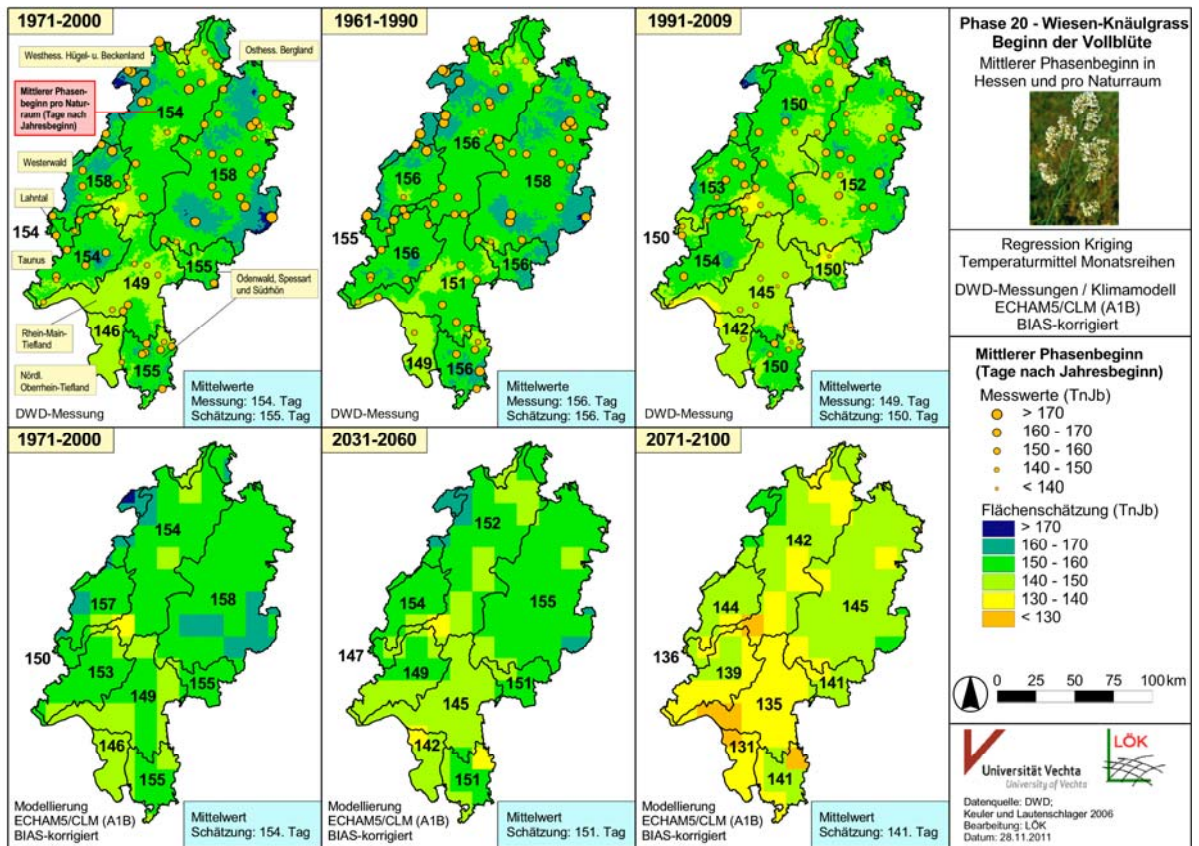 1971-2000
Westhess. Hügel- u. Beckenland
Osthess. Bergland
Mittlerer Phasen-
beginn pro Natur-
raum (Tage nach
Jahresbeginn)
154
Westerwald
158
158
Lahntal
154
Taunus
154
155
149
Odenwald, Spessart
und Südrhön
Rhein-Main-
Tiefland
146
155
Nördl.
Oberrhein-Tiefland
DWD-Messung
Mittelwerte
Messung: 154. Tag
Schätzung: 155. Tag
1961-1990
156
156
158
155
156
156
151
149
156
DWD-Messung
Mittelwerte
Messung: 156. Tag
Schätzung: 156. Tag
1991-2009
150
153
152
150
154
150
145
142
150
DWD-Messung
Mittelwerte
Messung: 149. Tag
Schätzung: 150. Tag
1971-2000
154
157
158
150
153
155
149
146
155
Modellierung
ECHAM5/CLM (A1B)
BIAS-korrigiert
Mittelwert
Schätzung: 154. Tag
2031-2060
152
154
155
147
149
151
145
142
151
Modellierung
ECHAM5/CLM (A1B)
BIAS-korrigiert
Mittelwert
Schätzung: 151. Tag
2071-2100
142
144
145
136
139
141
135
131
141
Modellierung
ECHAM5/CLM (A1B)
BIAS-korrigiert
Mittelwert
Schätzung: 141. Tag
Phase 20 - Wiesen-Knäulgrass
Beginn der Vollblüte
Mittlerer Phasenbeginn in
Hessen und pro Naturraum
Regression Kriging
Temperaturmittel Monatsreihen
DWD-Messungen / Klimamodell
ECHAM5/CLM (A1B)
BIAS-korrigiert
Mittlerer Phasenbeginn
(Tage nach Jahresbeginn)
Messwerte (TnJb)
> 170
160 - 170
150 - 160
140 - 150
< 140
Flächenschätzung (TnJb)
> 170
160 - 170
150 - 160
140 - 150
130 - 140
< 130
0 25 50 75 100 km
Universität Vechta
University of Vechta
LÖK
Datenquelle: DWD;
Keuler und Lautenschlager 2006
Bearbeitung: LÖK
Datum: 28.11.2011